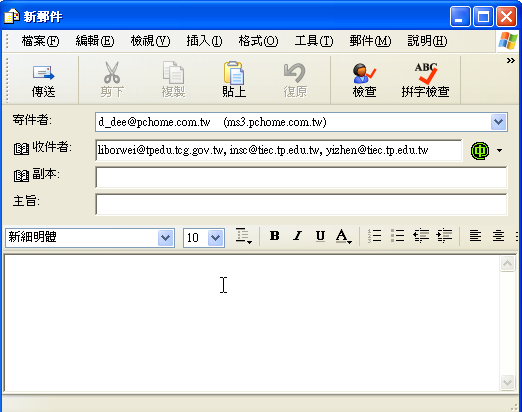 新郵件
檔案(F) 編輯(E) 檢視(V) 插入(I) 格式(O) 工具(T) 郵件(M) 說明(H)
傳送 剪下 複製 貼上 復原 檢查 ABC 拼字檢查 »
寄件者: d_dee@pchome.com.tw (ms3.pchome.com.tw)
收件者: liborwei@tpedu.tcg.gov.tw, insc@tiec.tp.edu.tw, yizhen@tiec.tp.edu.tw 中
副本:
主旨:
新細明體 10 B I U A